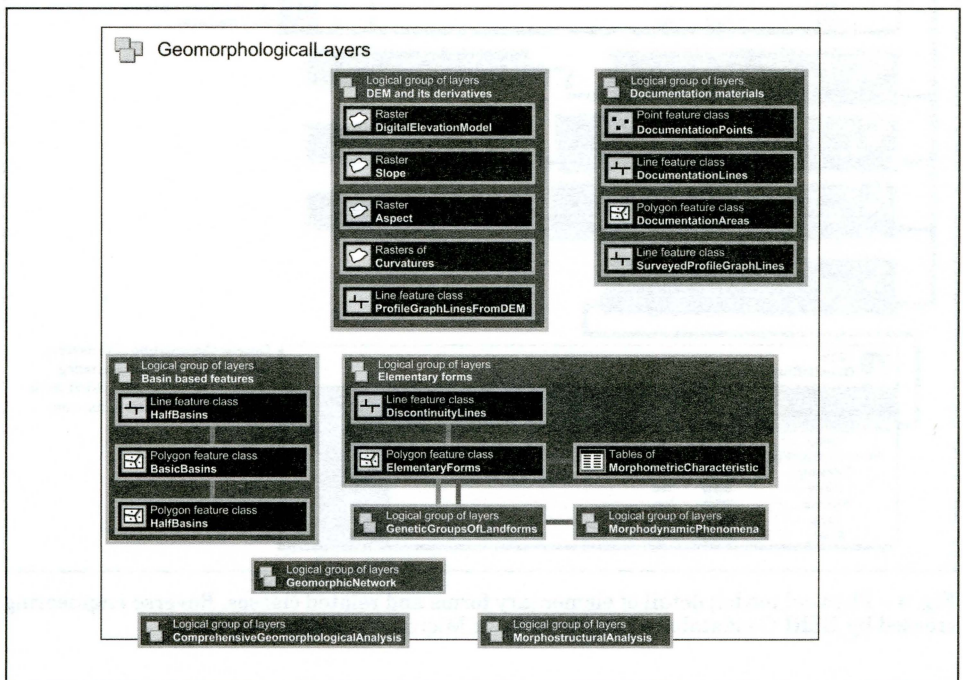 GeomorphologicalLayers
Logical group of layers
DEM and its derivatives
Raster
DigitalElevationModel
Raster
Slope
Raster
Aspect
Rasters of
Curvatures
Line feature class
ProfileGraphLinesFromDEM
Logical group of layers
Documentation materials
Point feature class
DocumentationPoints
Line feature class
DocumentationLines
Polygon feature class
DocumentationAreas
Line feature class
SurveyedProfileGraphLines
Logical group of layers
Basin based features
Line feature class
HalfBasins
Polygon feature class
BasicBasins
Polygon feature class
HalfBasins
Logical group of layers
Elementary forms
Line feature class
DiscontinuityLines
Polygon feature class
ElementaryForms
Tables of
MorphometricCharacteristic
Logical group of layers
GeneticGroupsOfLandforms
Logical group of layers
MorphodynamicPhenomena
Logical group of layers
GeomorphicNetwork
Logical group of layers
ComprehensiveGeomorphologicalAnalysis
Logical group of layers
MorphostructuralAnalysis